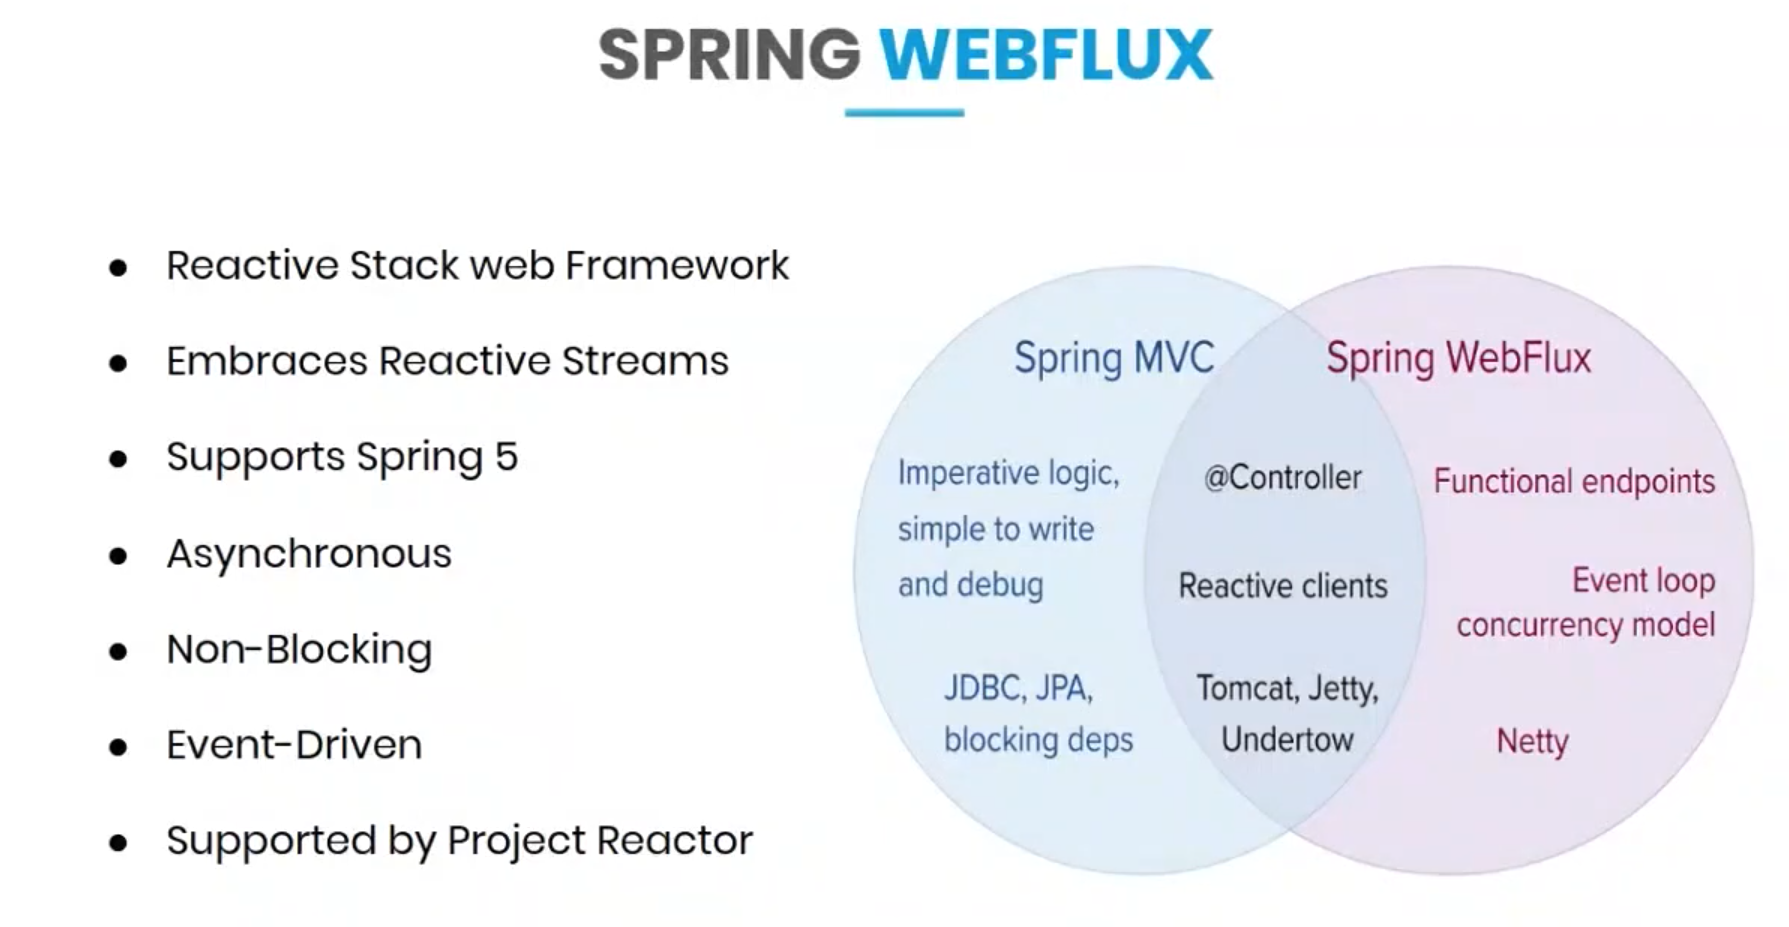 SPRING WEBFLUX
● Reactive Stack web Framework
● Embraces Reactive Streams
● Supports Spring 5
● Asynchronous
● Non-Blocking
● Event-Driven
● Supported by Project Reactor
Spring MVC
Imperative logic,
simple to write
and debug
JDBC, JPA,
blocking deps
@Controller
Reactive clients
Tomcat, Jetty,
Undertow
Spring WebFlux
Functional endpoints
Event loop
concurrency model
Netty